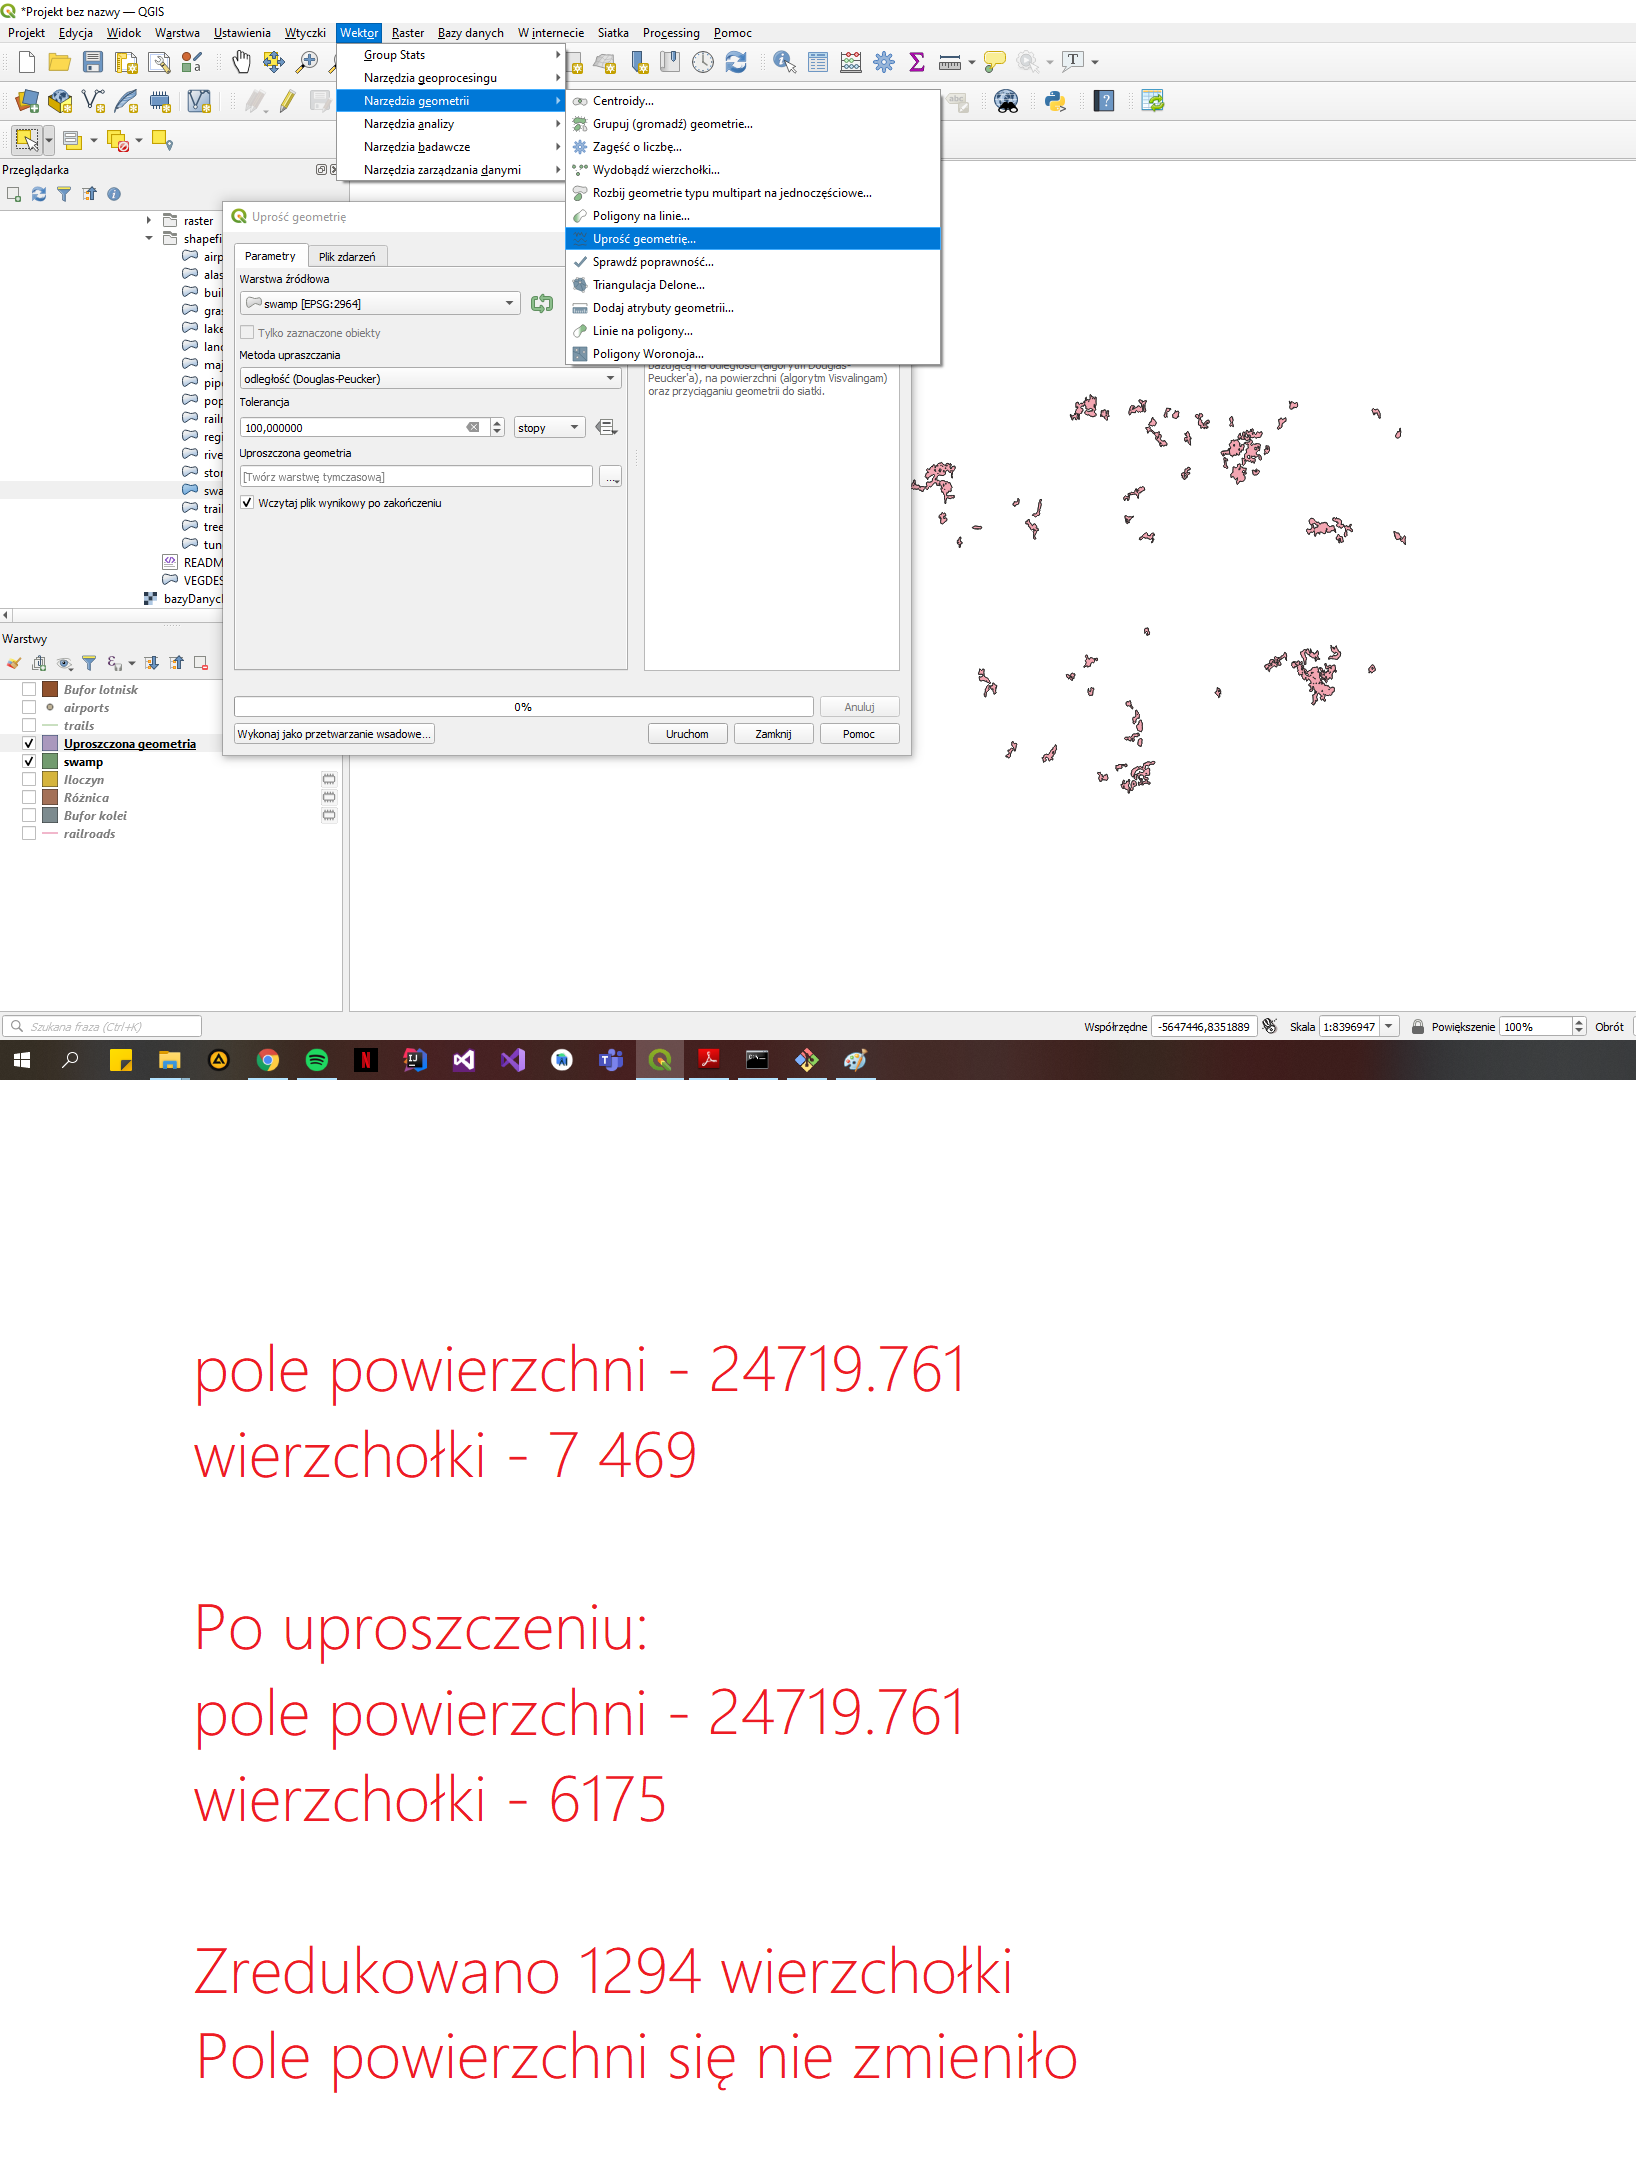 *Projekt bez nazwy — QGIS
Projekt Edycja Widok Warstwa Ustawienia Wtyczki Wektor Raster Bazy danych W internecie Siatka Processing Pomoc
Group Stats
Narzędzia geoprocesingu
Narzędzia geometrii
Narzędzia analizy
Narzędzia badawcze
Narzędzia zarządzania danymi
Centroidy...
Grupuj (gromadź) geometrie...
Zagęść o liczbę...
Wydobądź wierzchołki...
Rozbij geometrie typu multipart na jednoczęściowe...
Poligony na linie...
Uprość geometrię...
Sprawdź poprawność...
Triangulacja Delone...
Dodaj atrybuty geometrii...
Linie na poligony...
Poligony Woronoja...
abc
Przeglądarka
raster
shapefi
airp
alas
buil
gras
lake
land
maj
pipe
pop
railr
regi
rive
stor
swa
trail
tree
tun
READM
VEGDES
bazyDanyc
Uprość geometrię
Parametry Plik zdarzeń
Warstwa źródłowa
swamp [EPSG:2964]
Tylko zaznaczone obiekty
Metoda upraszczania
odległość (Douglas-Peucker)
Tolerancja
100,000000 stopy
Uproszczona geometria
[Twórz warstwę tymczasową] ...
Wczytaj plik wynikowy po zakończeniu
bazującą na odległości (algorytm Douglas-
Peucker'a), na powierzchni (algorytm Visvalingam)
oraz przyciąganiu geometrii do siatki.
0% Anuluj
Wykonaj jako przetwarzanie wsadowe... Uruchom Zamknij Pomoc
Warstwy
Bufor lotnisk
airports
trails
Uproszczona geometria
swamp
Iloczyn
Różnica
Bufor kolei
railroads
Szukana fraza (Ctrl+K) Współrzędne -5647446,8351889 Skala 1:8396947 Powiększenie 100% Obrót
pole powierzchni - 24719.761
wierzchołki - 7 469
Po uproszczeniu:
pole powierzchni - 24719.761
wierzchołki - 6175
Zredukowano 1294 wierzchołki
Pole powierzchni się nie zmieniło